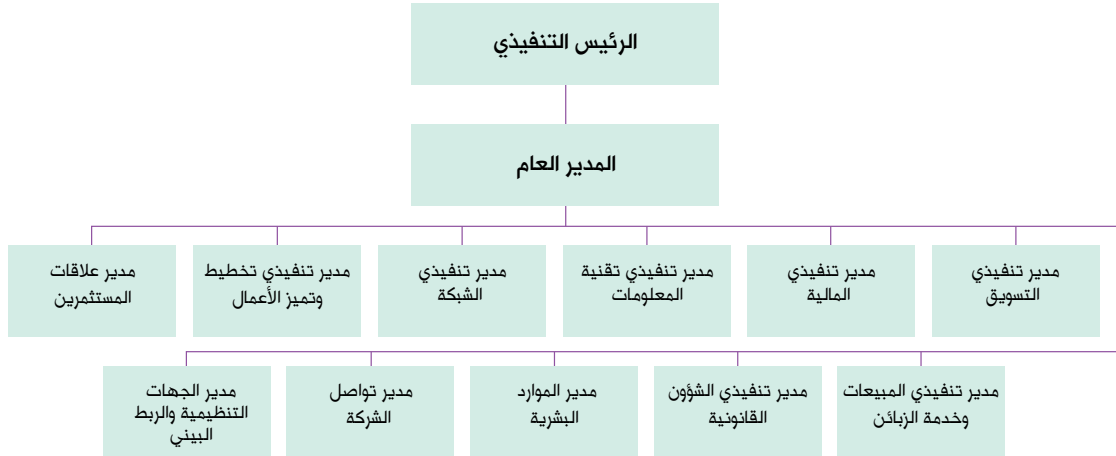 الرئيس التنفيذي
المدير العام
مدير تنفيذي
التسويق
مدير تنفيذي
المالية
مدير تنفيذي تقنية
المعلومات
مدير تنفيذي
الشبكة
مدير تنفيذي تخطيط
وتميز الأعمال
مدير علاقات
المستثمرين
مدير تنفيذي المبيعات
وخدمة الزبائن
مدير تنفيذي الشؤون
القانونية
مدير الموارد
البشرية
مدير تواصل
الشركة
مدير الجهات
التنظيمية والربط
البيني